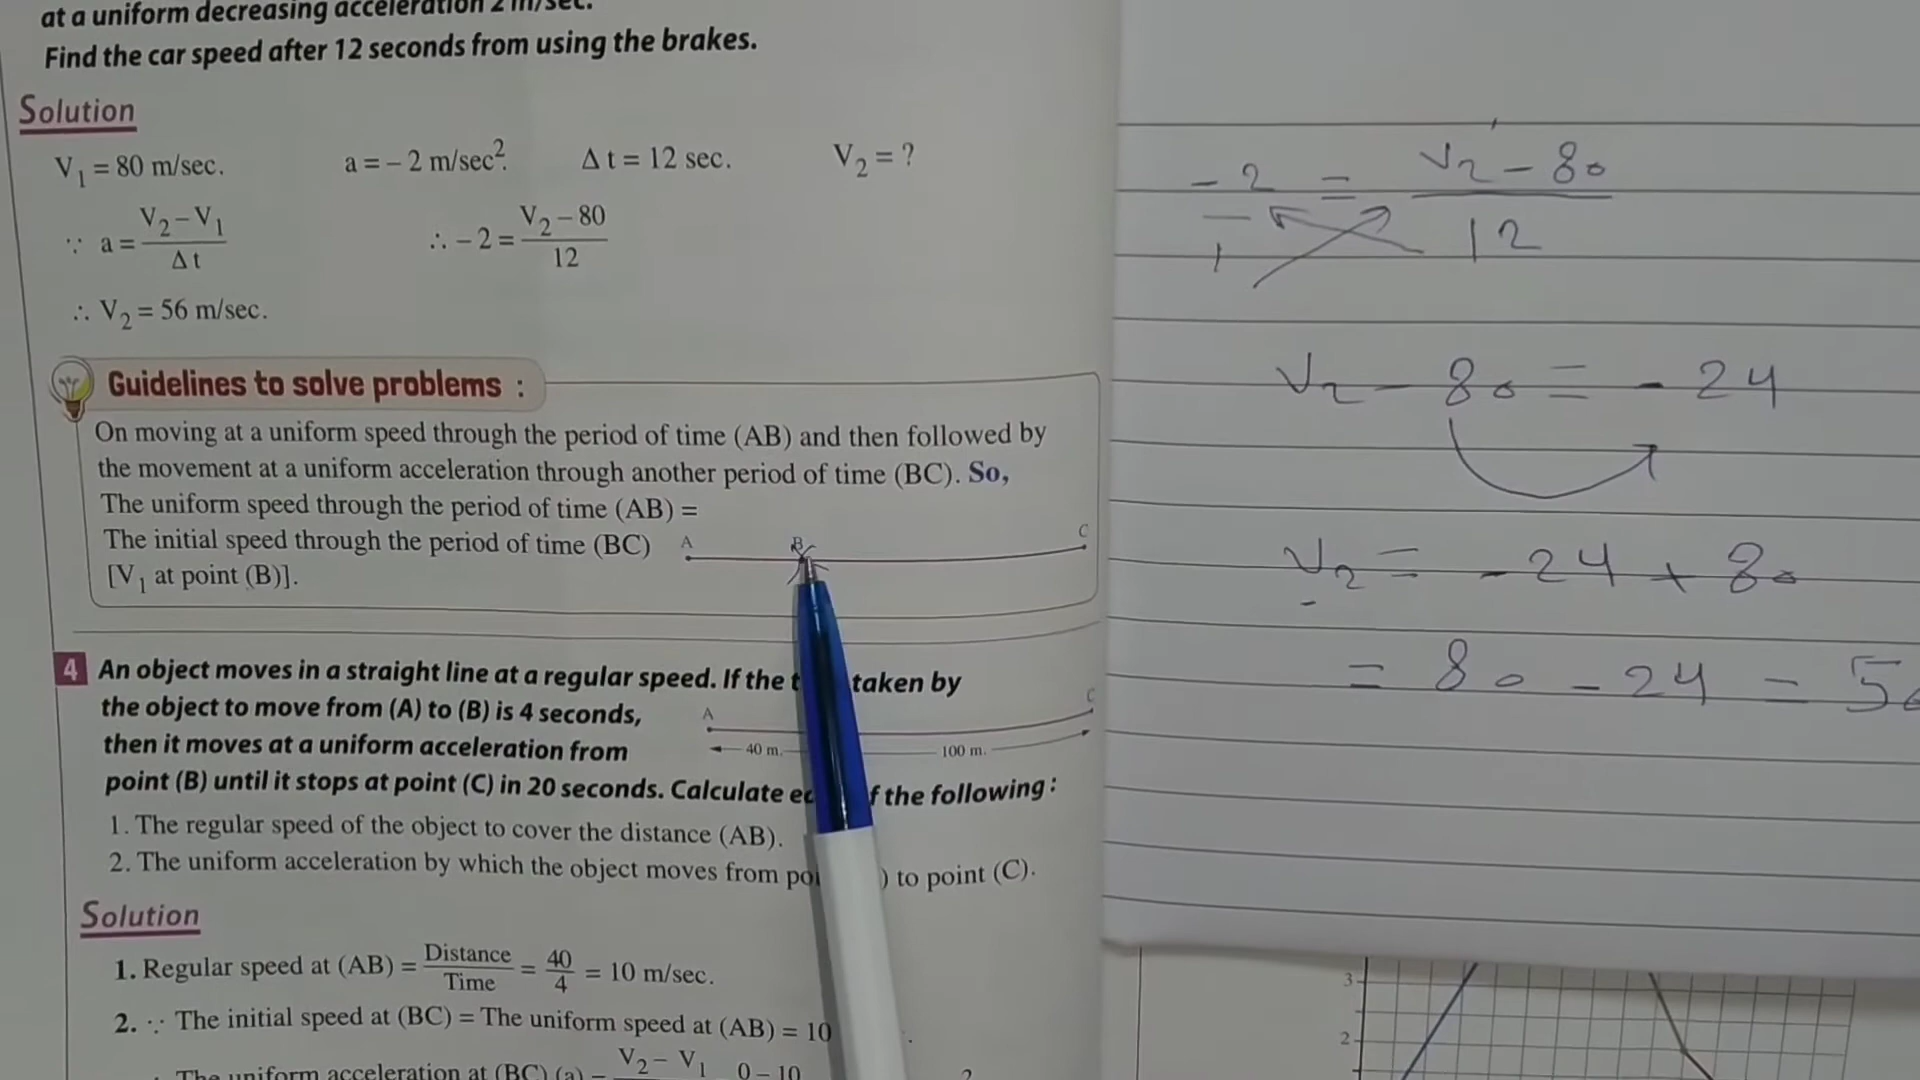 at a uniform decreasing acceleration 2 m/sec.
Find the car speed after 12 seconds from using the brakes.
Solution
V₁ = 80 m/sec. a = – 2 m/sec². Δ t = 12 sec. V₂ = ?
∵ a = (V₂ – V₁) / Δ t ∴ – 2 = (V₂ – 80) / 12
∴ V₂ = 56 m/sec.
Guidelines to solve problems :
On moving at a uniform speed through the period of time (AB) and then followed by
the movement at a uniform acceleration through another period of time (BC). So,
The uniform speed through the period of time (AB) =
The initial speed through the period of time (BC)
[V₁ at point (B)].
A B C
4 An object moves in a straight line at a regular speed. If the taken by
the object to move from (A) to (B) is 4 seconds,
then it moves at a uniform acceleration from
point (B) until it stops at point (C) in 20 seconds. Calculate of the following :
A C
40 m. 100 m.
1. The regular speed of the object to cover the distance (AB).
2. The uniform acceleration by which the object moves from ) to point (C).
Solution
1. Regular speed at (AB) = Distance / Time = 40 / 4 = 10 m/sec.
2. ∵ The initial speed at (BC) = The uniform speed at (AB) = 10
The uniform acceleration at (BC) (a) = V₂ – V₁ 0 – 10
– 2 / 1 = (V₂ – 80) / 12
V₂ – 80 = – 24
V₂ = – 24 + 80
= 80 – 24 =
3
2